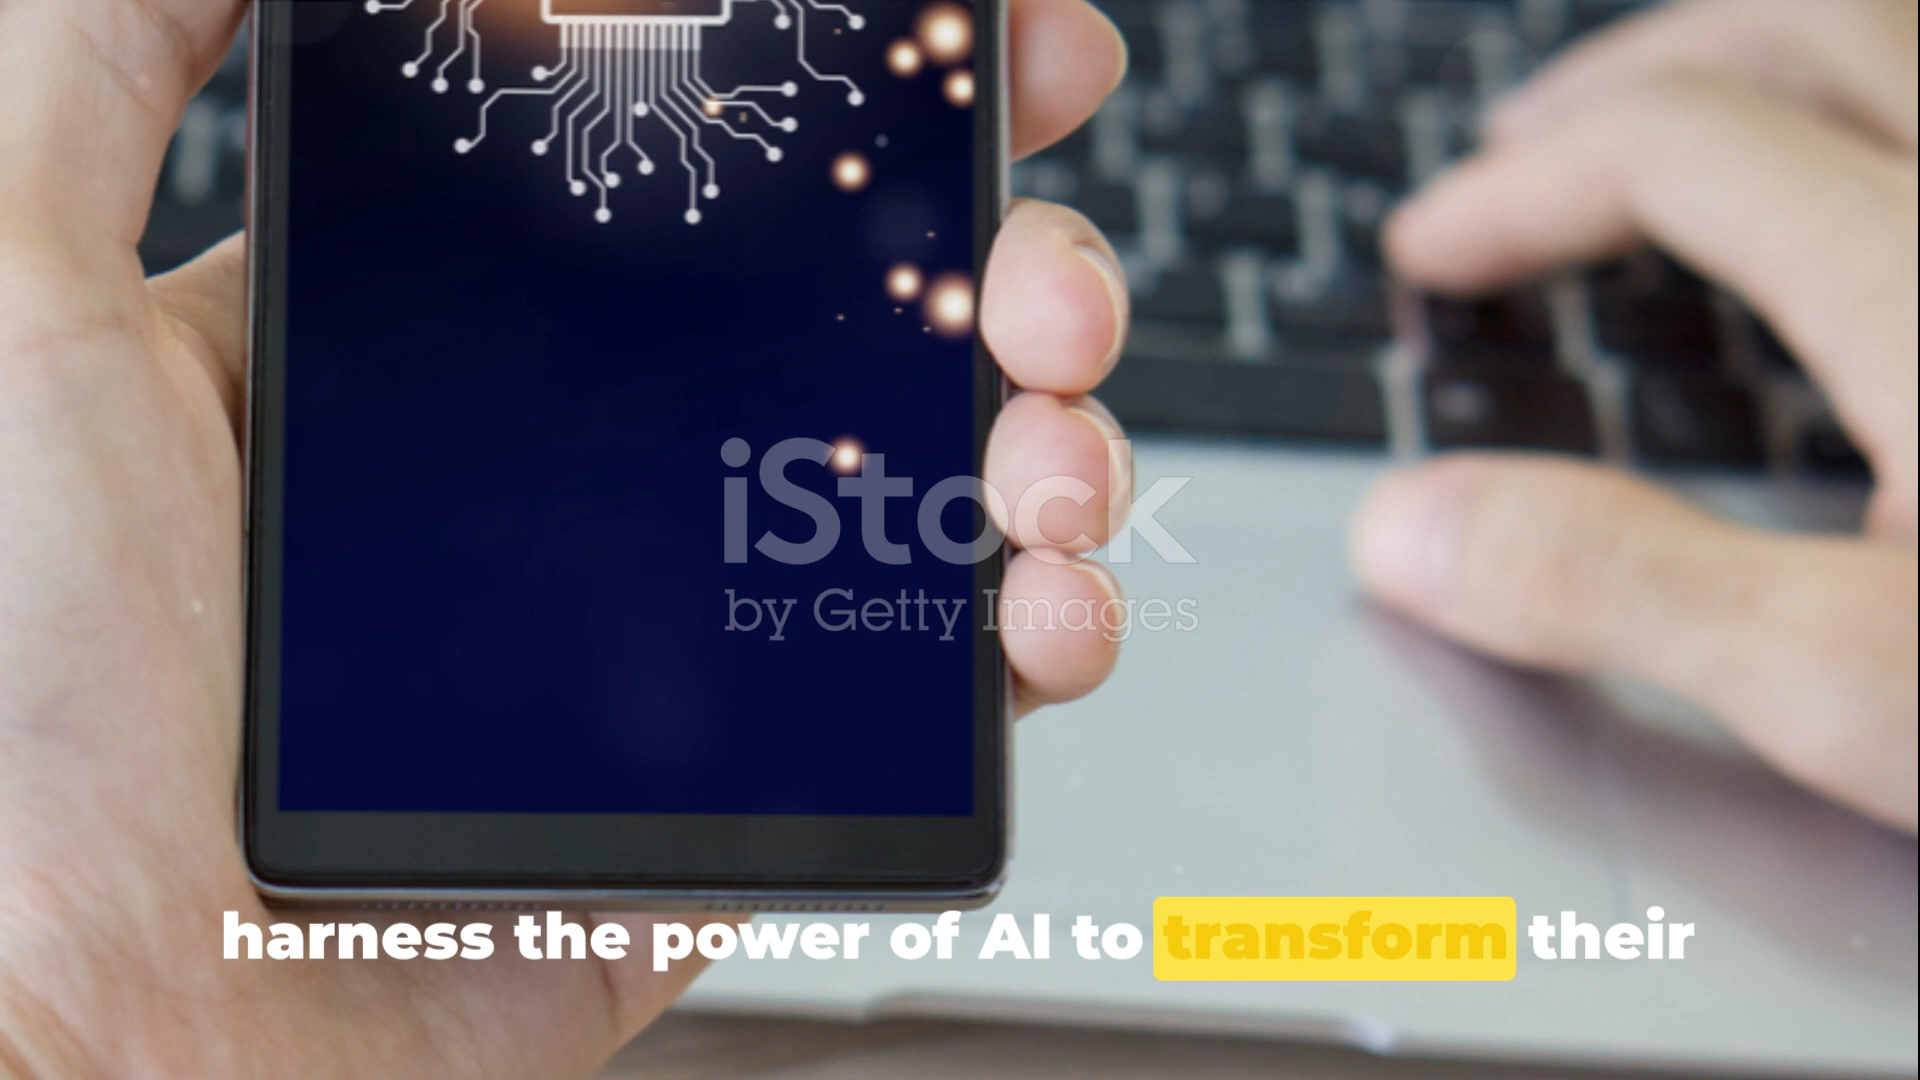 iStock
by Getty Images
harness the power of AI to transform their